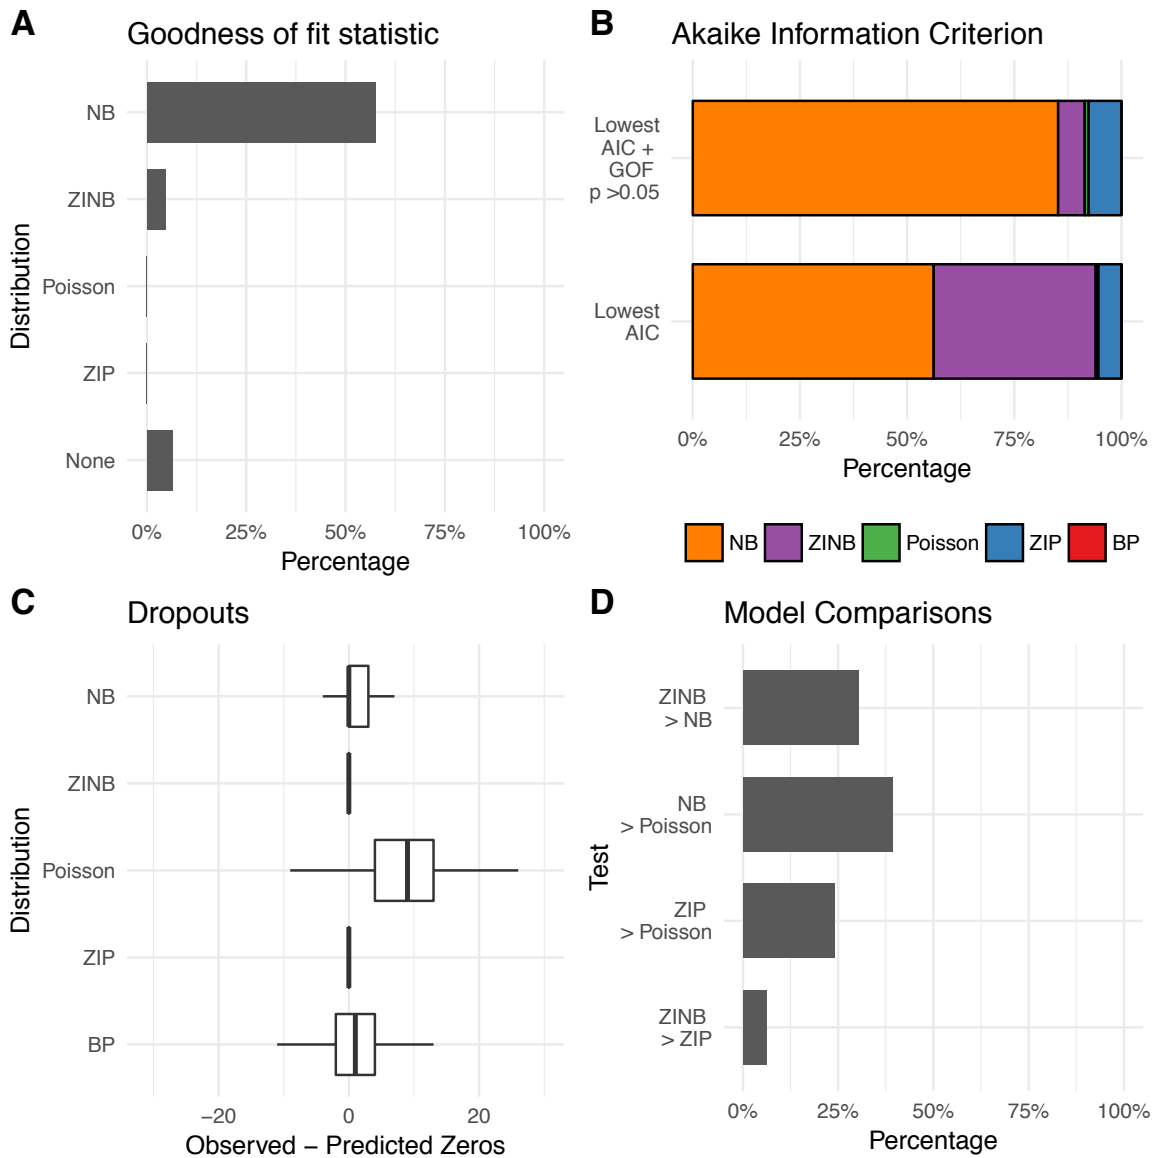 A
Goodness of fit statistic
Distribution
NB
ZINB
Poisson
ZIP
None
0% 25% 50% 75% 100%
Percentage
B
Akaike Information Criterion
Lowest
AIC +
GOF
p >0.05
Lowest
AIC
0% 25% 50% 75% 100%
Percentage
NB ZINB Poisson ZIP BP
C
Dropouts
Distribution
NB
ZINB
Poisson
ZIP
BP
−20 0 20
Observed − Predicted Zeros
D
Model Comparisons
Test
ZINB
> NB
NB
> Poisson
ZIP
> Poisson
ZINB
> ZIP
0% 25% 50% 75% 100%
Percentage